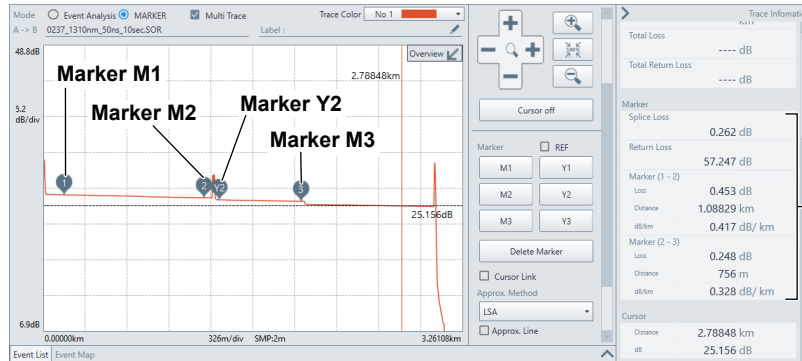 Mode Event Analysis MARKER Multi Trace Trace Color No 1
A -> B 0237_1310nm_50ns_10sec.SOR Label :
48.8dB
Overview
2.78848km
Marker M1
Marker M2
Marker Y2
Marker M3
5.2
dB/div
1
2
Y2
3
25.156dB
6.9dB
0.00000km 326m/div SMP:2m 3.26108km
Event List Event Map
100%
Cursor off
Marker REF
M1 Y1
M2 Y2
M3 Y3
Delete Marker
Cursor Link
Approx. Method
LSA
Approx. Line
Trace Infomation
km
Total Loss
---- dB
Total Return Loss
---- dB
Marker
Splice Loss
0.262 dB
Return Loss
57.247 dB
Marker (1 - 2)
Loss 0.453 dB
Distance 1.08829 km
dB/km 0.417 dB/ km
Marker (2 - 3)
Loss 0.248 dB
Distance 756 m
dB/km 0.328 dB/ km
Cursor
Distance 2.78848 km
dB 25.156 dB